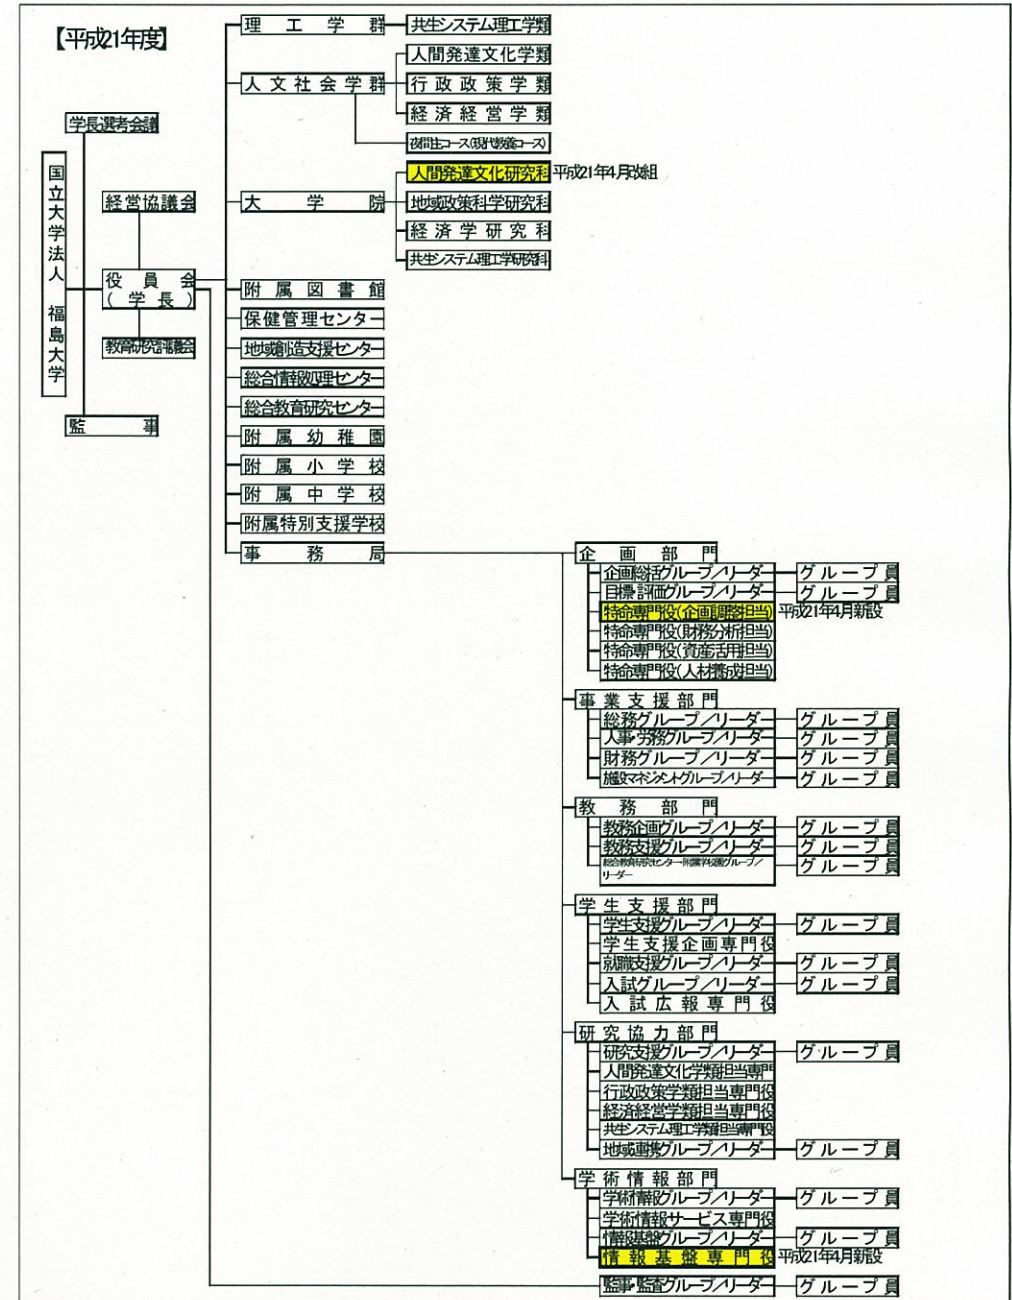 【平成21年度】
理工学群
共生システム理工学類
人間発達文化学類
人文社会学群
行政政策学類
経済経営学類
夜間主コース(現代教養コース)
学長選考会議
国立大学法人 福島大学
経営協議会
役員会
(学長)
教育研究評議会
監事
人間発達文化研究科 平成21年4月改組
大学院
地域政策科学研究科
経済学研究科
共生システム理工学研究科
附属図書館
保健管理センター
地域創造支援センター
総合情報処理センター
総合教育研究センター
附属幼稚園
附属小学校
附属中学校
附属特別支援学校
事務局
企画部門
企画総括グループ/リーダー グループ員
目標・評価グループ/リーダー グループ員
特命専門役(企画調整担当) 平成21年4月新設
特命専門役(財務分析担当)
特命専門役(資産活用担当)
特命専門役(人材養成担当)
事業支援部門
総務グループ/リーダー グループ員
人事・労務グループ/リーダー グループ員
財務グループ/リーダー グループ員
施設マネジメントグループ/リーダー グループ員
教務部門
教務企画グループ/リーダー グループ員
教務支援グループ/リーダー グループ員
総合教育研究センター・附属学校園グループ/ グループ員
リーダー
学生支援部門
学生支援グループ/リーダー グループ員
学生支援企画専門役
就職支援グループ/リーダー グループ員
入試グループ/リーダー グループ員
入試広報専門役
研究協力部門
研究支援グループ/リーダー グループ員
人間発達文化学類担当専門
行政政策学類担当専門役
経済経営学類担当専門役
共生システム理工学類担当専門役
地域連携グループ/リーダー グループ員
学術情報部門
学術情報グループ/リーダー グループ員
学術情報サービス専門役
情報基盤グループ/リーダー グループ員
情報基盤専門役 平成21年4月新設
監事・監査グループ/リーダー グループ員